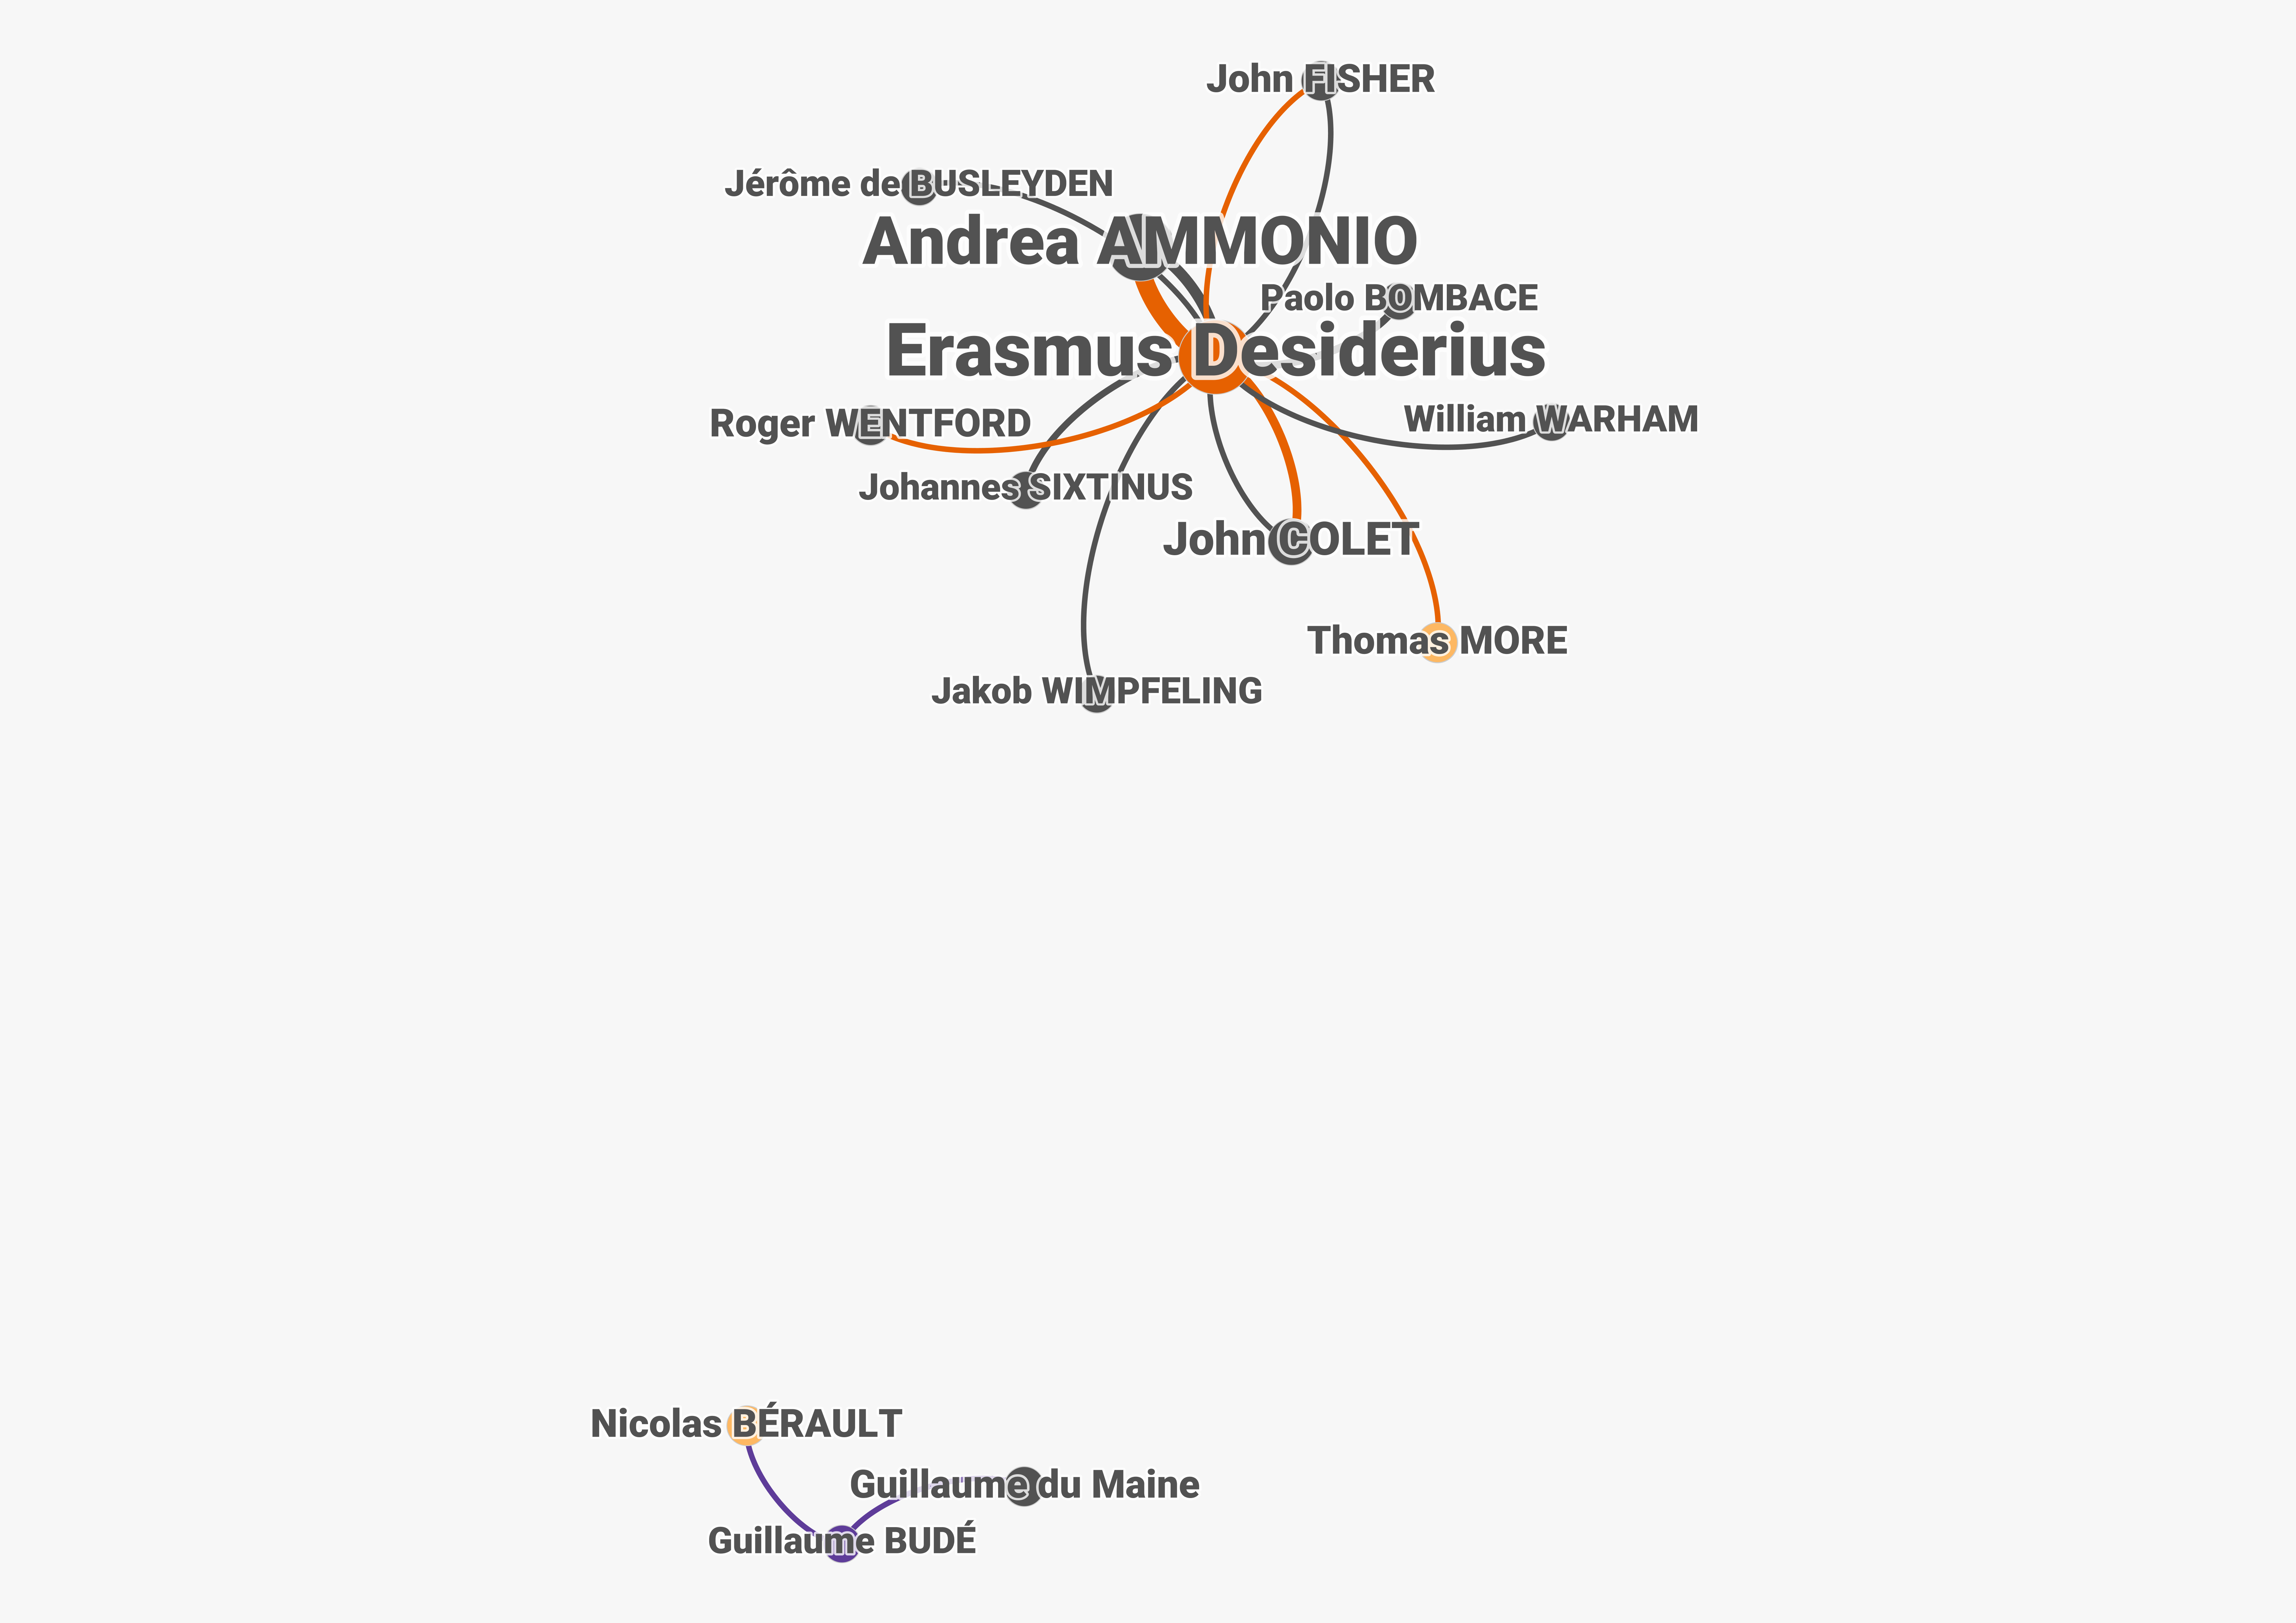 John FISHER
Jérôme de BUSLEYDEN
Andrea AMMONIO
Paolo BOMBACE
Erasmus Desiderius
William WARHAM
Roger WENTFORD
Johannes SIXTINUS
John COLET
Thomas MORE
Jakob WIMPFELING
Nicolas BÉRAULT
Guillaume du Maine
Guillaume BUDÉ